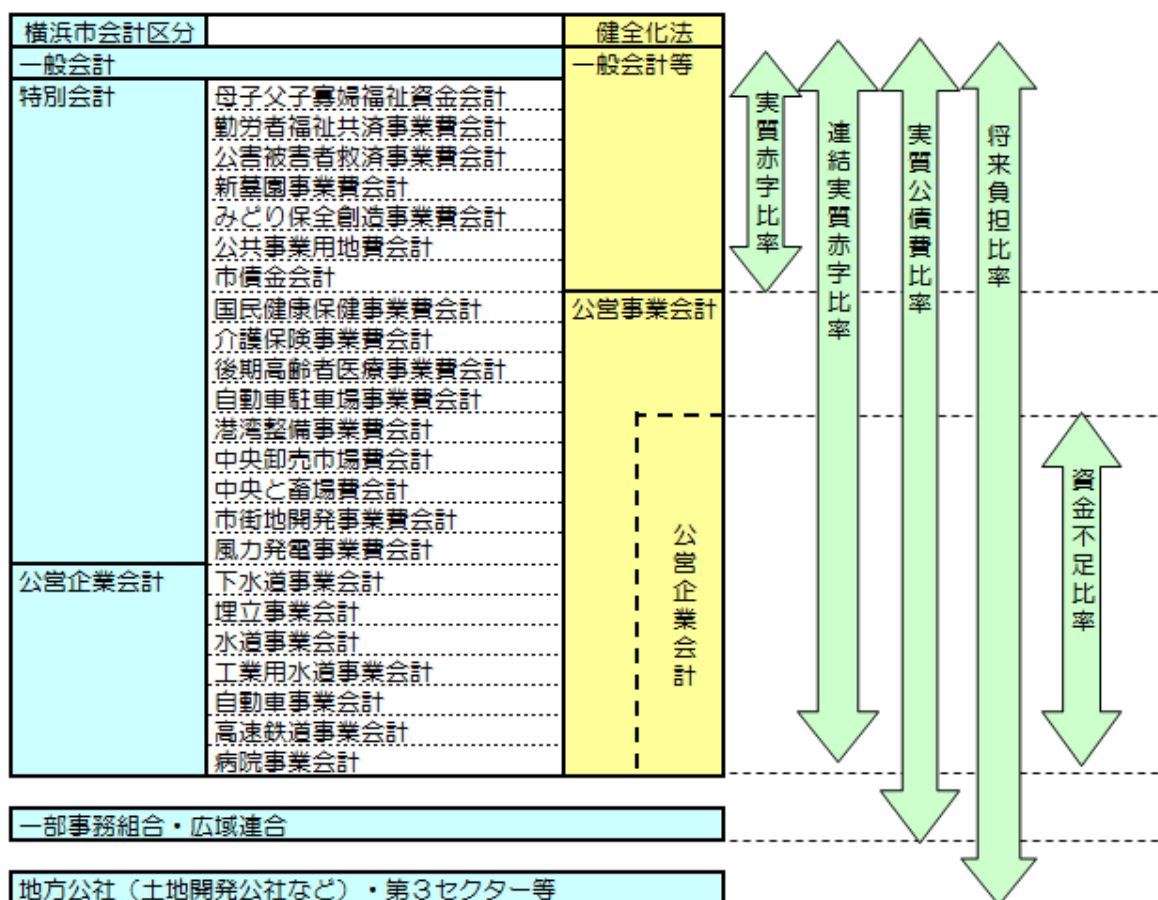 横浜市会計区分
健全化法
一般会計
一般会計等
特別会計
母子父子寡婦福祉資金会計
勤労者福祉共済事業費会計
公害被害者救済事業費会計
新墓園事業費会計
みどり保全創造事業費会計
公共事業用地費会計
市債金会計
国民健康保健事業費会計
公営事業会計
介護保険事業費会計
後期高齢者医療事業費会計
自動車駐車場事業費会計
港湾整備事業費会計
中央卸売市場費会計
中央と畜場費会計
市街地開発事業費会計
風力発電事業費会計
公営企業会計
公営企業会計
下水道事業会計
埋立事業会計
水道事業会計
工業用水道事業会計
自動車事業会計
高速鉄道事業会計
病院事業会計
実質赤字比率
連結実質赤字比率
実質公債費比率
将来負担比率
資金不足比率
一部事務組合・広域連合
地方公社（土地開発公社など）・第３セクター等